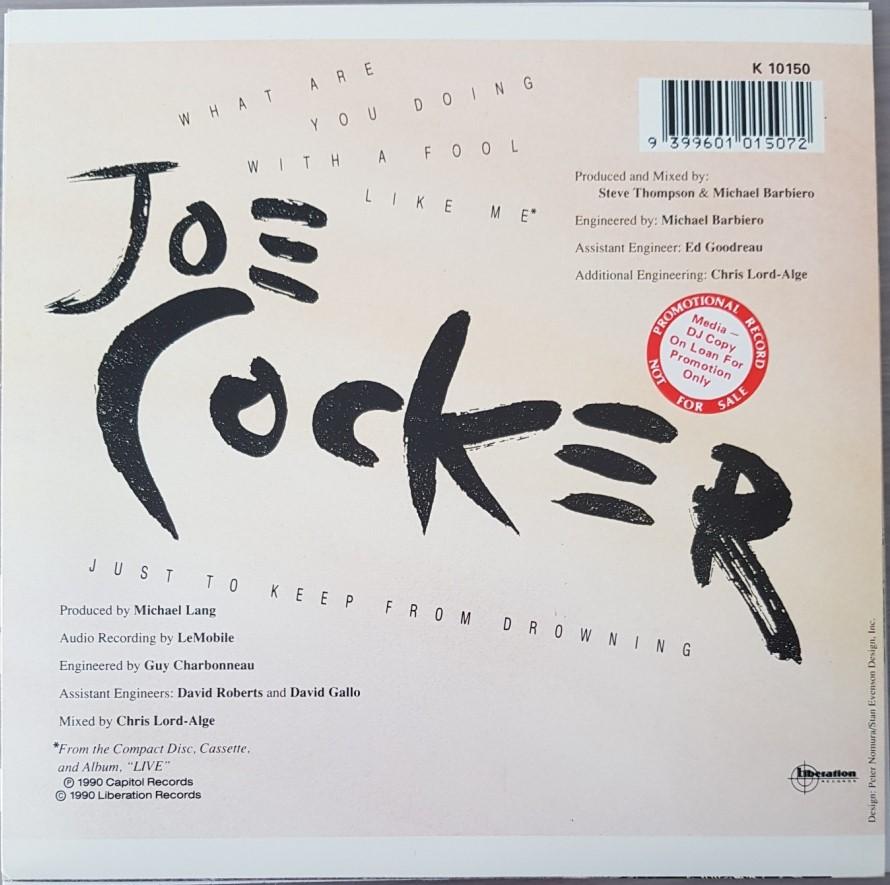 WHAT ARE
YOU DOING
WITH A FOOL
LIKE ME*
K 10150
9 399601 015072
Produced and Mixed by:
Steve Thompson & Michael Barbiero
Engineered by: Michael Barbiero
Assistant Engineer: Ed Goodreau
Additional Engineering: Chris Lord-Alge
JOE
COCKER
PROMOTIONAL RECORD
Media –
DJ Copy
On Loan For
Promotion
Only
NOT FOR SALE
JUST TO KEEP FROM DROWNING
Produced by Michael Lang
Audio Recording by LeMobile
Engineered by Guy Charbonneau
Assistant Engineers: David Roberts and David Gallo
Mixed by Chris Lord-Alge
*From the Compact Disc, Cassette,
and Album, “LIVE”
℗ 1990 Capitol Records
© 1990 Liberation Records
liberation
RECORDS
Design: Peter Nomura/Stan Evenson Design, Inc.